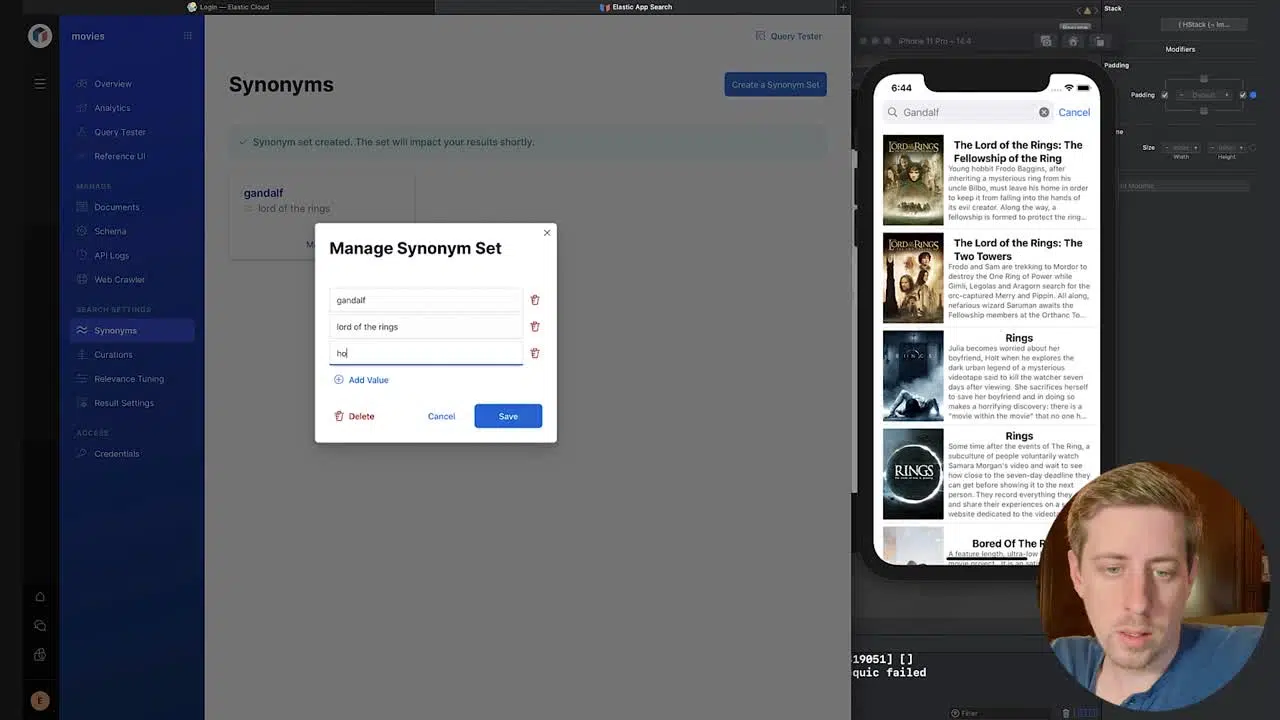 Login — Elastic Cloud
Elastic App Search
movies
Overview
Analytics
Query Tester
Reference UI
MANAGE
Documents
Schema
API Logs
Web Crawler
SEARCH SETTINGS
Synonyms
Curations
Relevance Tuning
Result Settings
ACCESS
Credentials
E
Query Tester
Synonyms
Create a Synonym Set
Synonym set created. The set will impact your results shortly.
gandalf
lord of the rings
Manage Synonym Set
gandalf
lord of the rings
ho
Add Value
Delete
Cancel
Save
iPhone 11 Pro – 14.4
Resume
6:44
Gandalf
Cancel
The Lord of the Rings: The
Fellowship of the Ring
Young hobbit Frodo Baggins, after
inheriting a mysterious ring from his
uncle Bilbo, must leave his home in order
to keep it from falling into the hands of
its evil creator. Along the way, a
fellowship is formed to protect the ring...
The Lord of the Rings: The
Two Towers
Frodo and Sam are trekking to Mordor to
destroy the One Ring of Power while
Gimli, Legolas and Aragorn search for the
orc-captured Merry and Pippin. All along,
nefarious wizard Saruman awaits the
Fellowship members at the Orthanc To...
Rings
Julia becomes worried about her
boyfriend, Holt when he explores the
dark urban legend of a mysterious
videotape said to kill the watcher seven
days after viewing. She sacrifices herself
to save her boyfriend and in doing so
makes a horrifying discovery: there is a
"movie within the movie" that no one h...
RINGS
Rings
Some time after the events of The Ring, a
subculture of people voluntarily watch
Samara Morgan's video and wait to see
how close to the seven-day deadline they
can get before showing it to the next
person. They record everything they
and share their experiences on a
website dedicated to the videota
Bored Of The R
A feature length, ultra-low
Stack
Modifiers
Padding
Padding
Default
Size
Width
Height
19051] []
quic failed
Filter